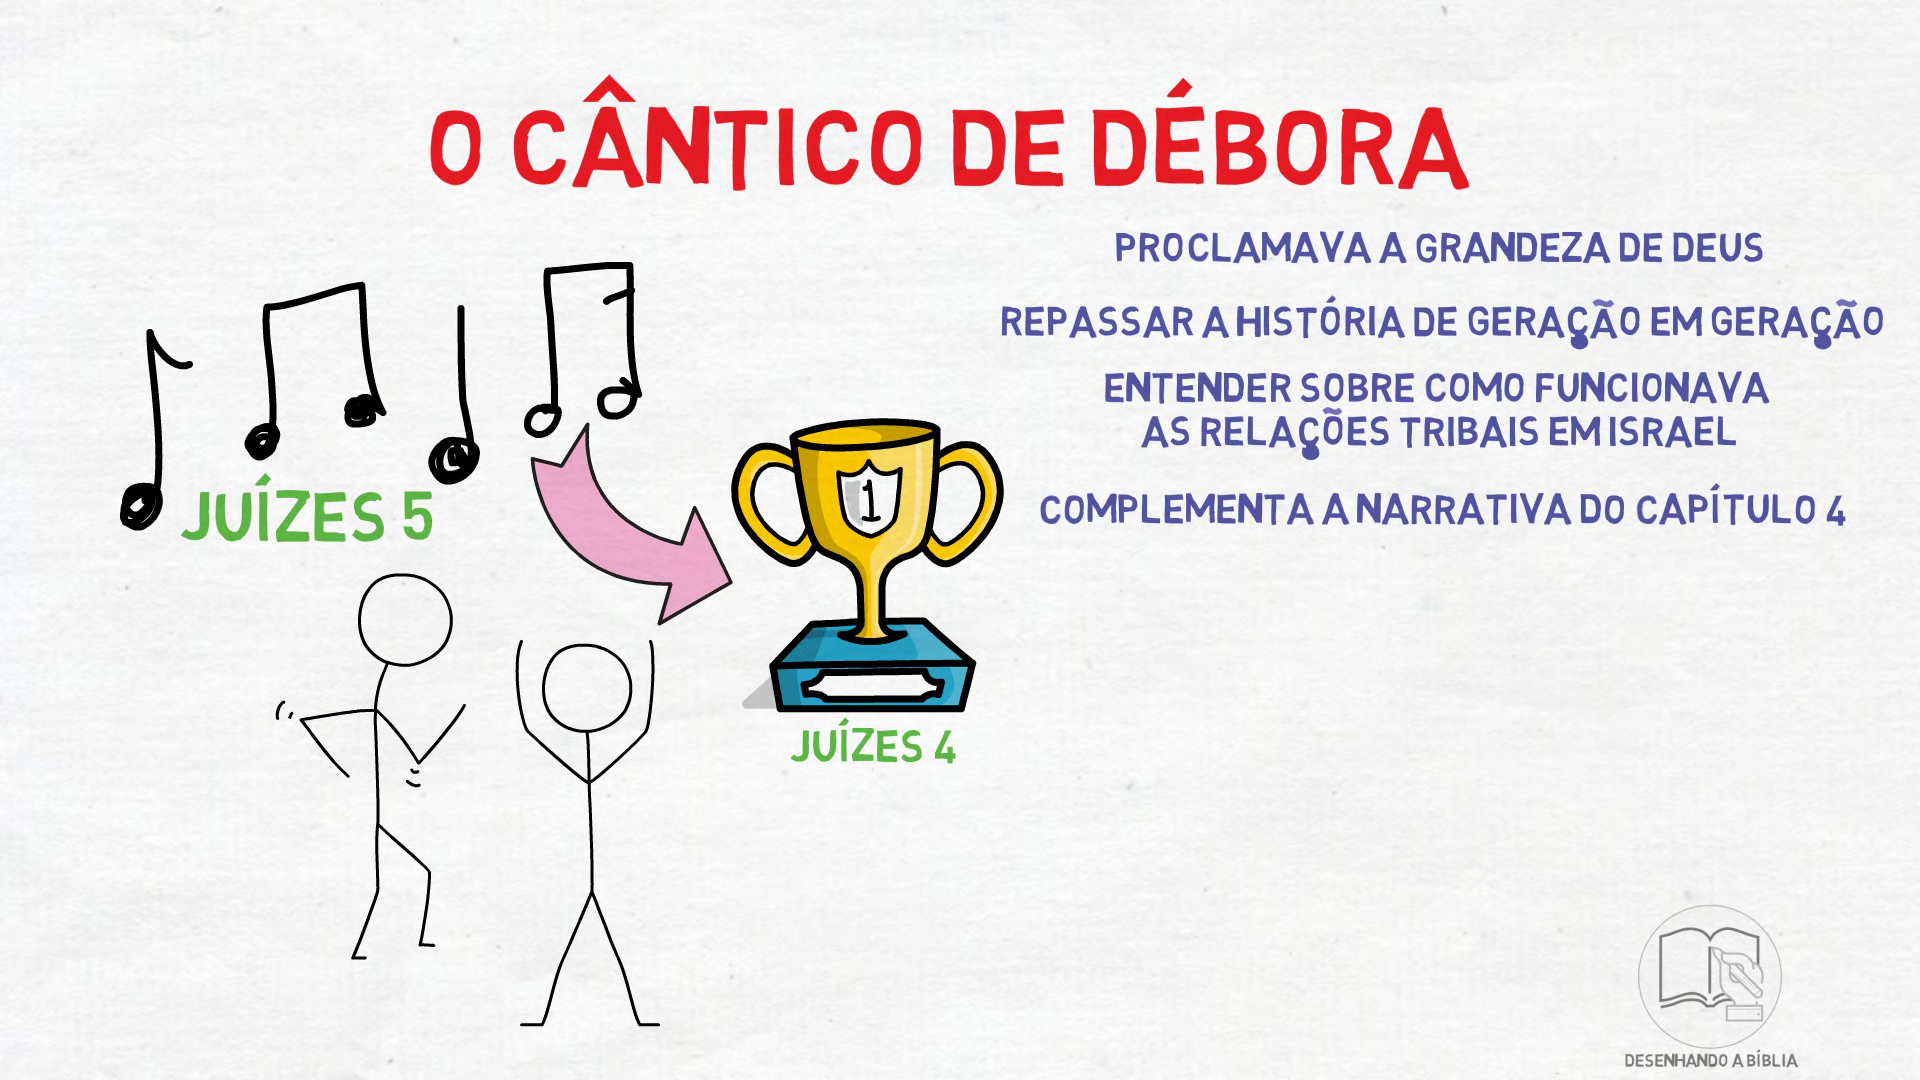 O CÂNTICO DE DÉBORA
PROCLAMAVA A GRANDEZA DE DEUS
REPASSAR A HISTÓRIA DE GERAÇÃO EM GERAÇÃO
ENTENDER SOBRE COMO FUNCIONAVA
AS RELAÇÕES TRIBAIS EM ISRAEL
COMPLEMENTA A NARRATIVA DO CAPÍTULO 4
JUÍZES 5
1
JUÍZES 4
DESENHANDO A BÍBLIA